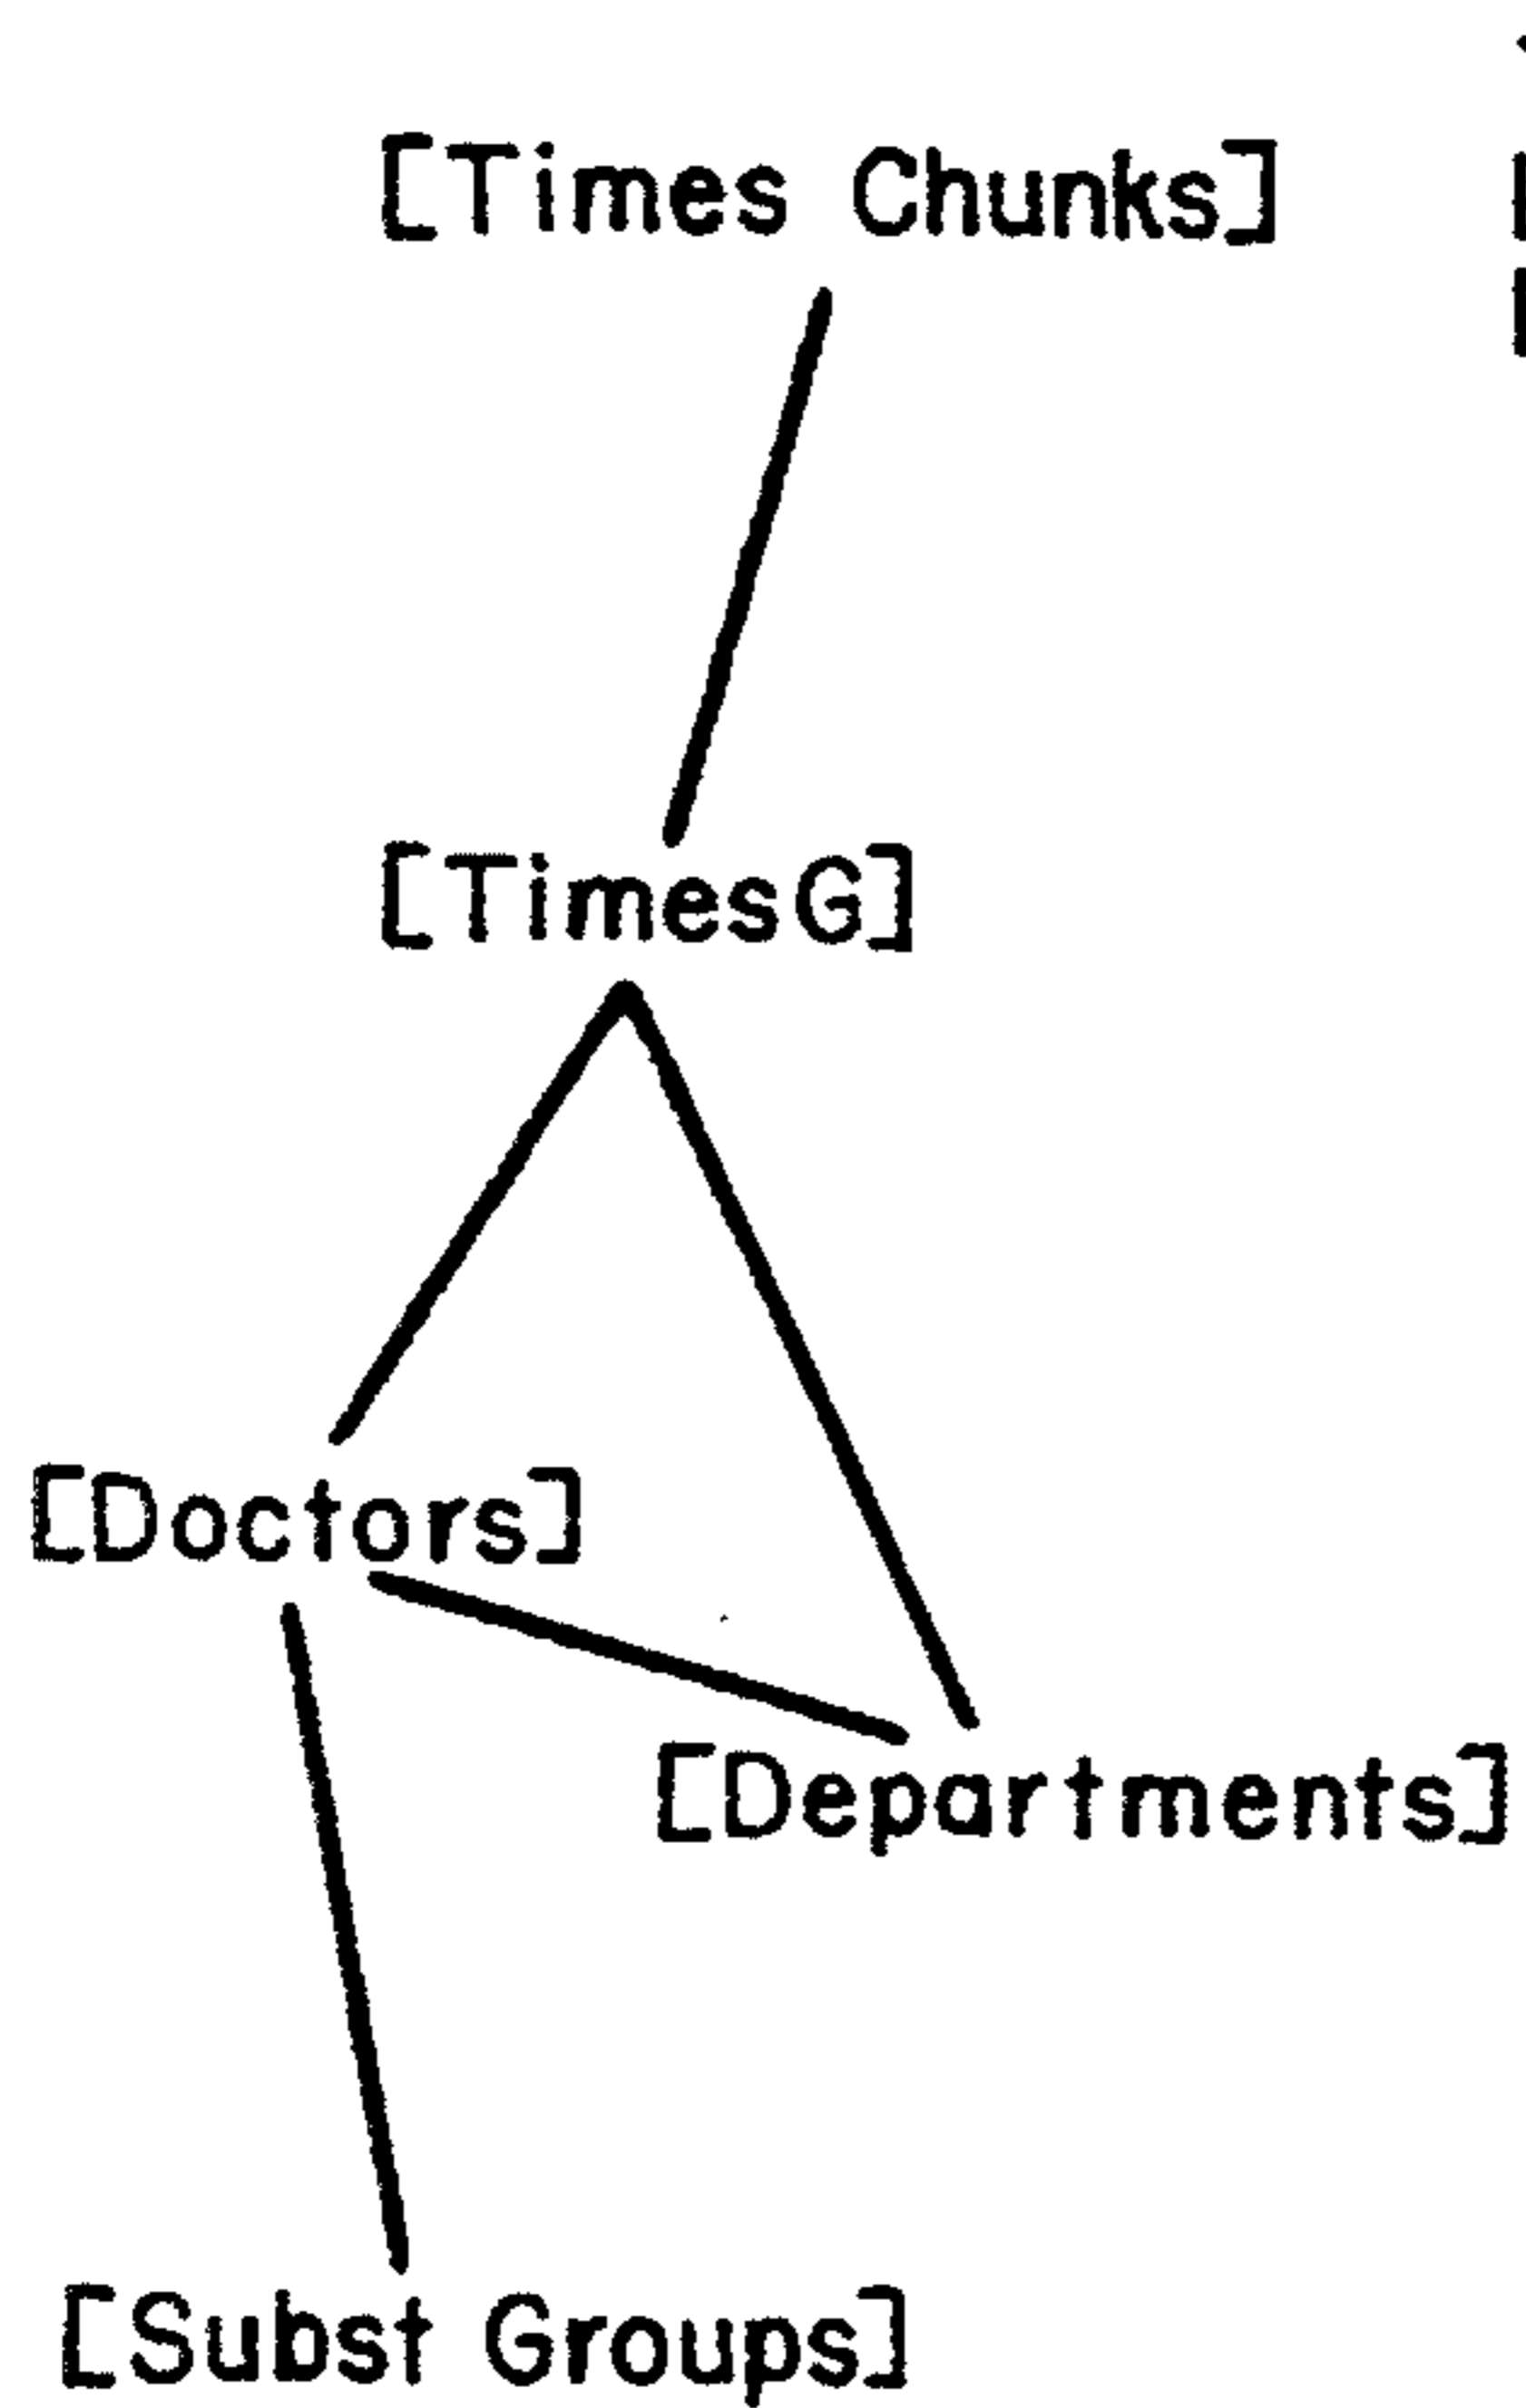 [Times Chunks]
[TimesG]
[Doctors]
[Departments]
[Subst Groups]